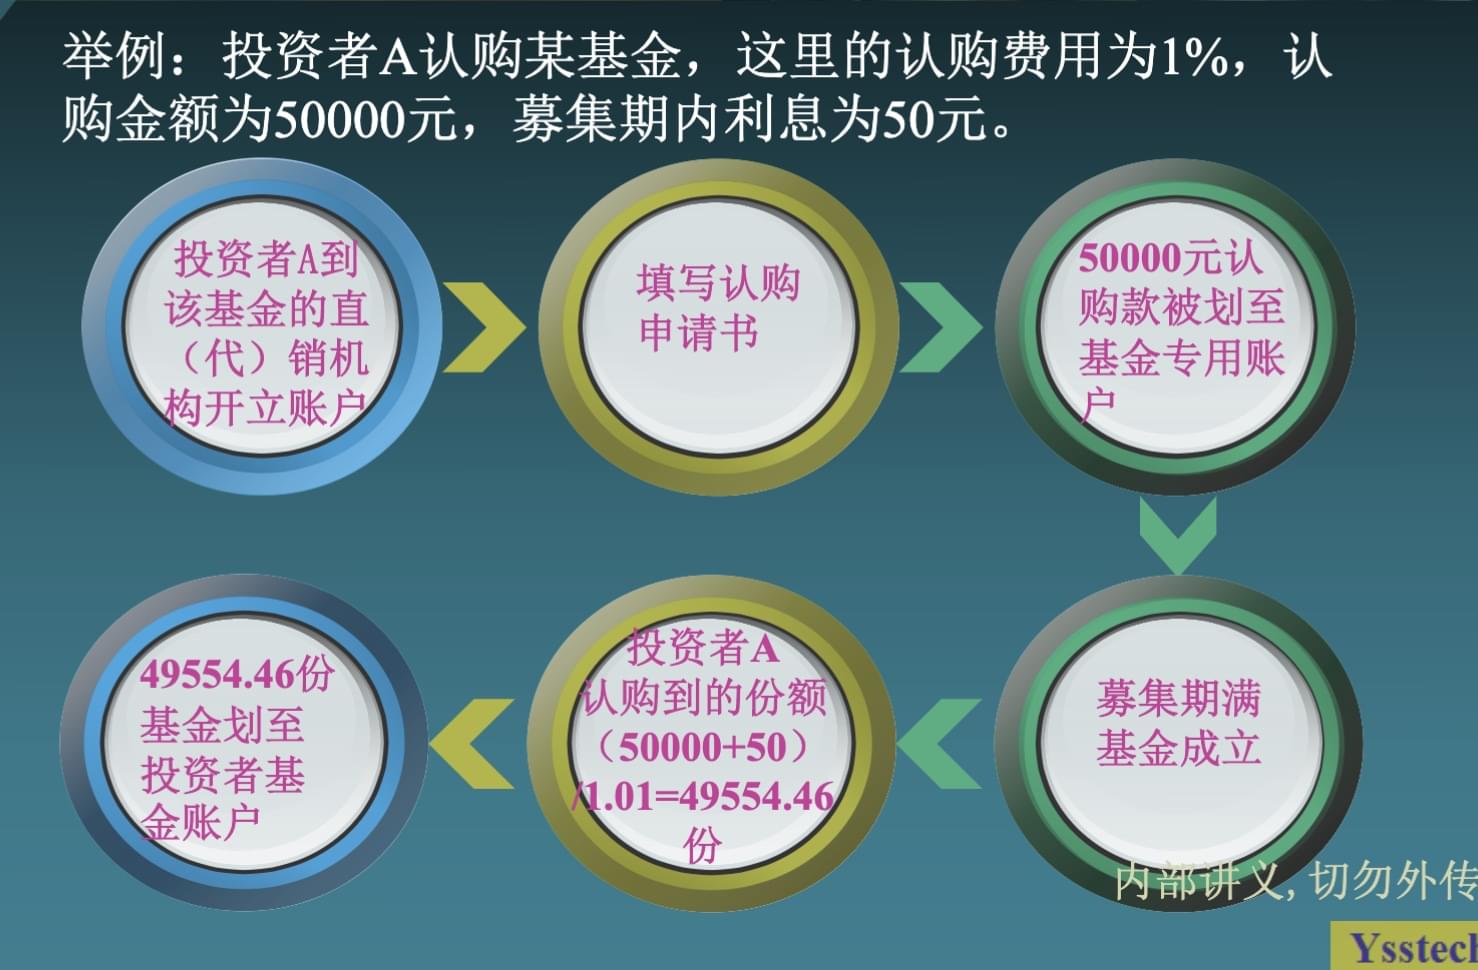 举例：投资者A认购某基金，这里的认购费用为1%，认
购金额为50000元，募集期内利息为50元。
投资者A到
该基金的直
（代）销机
构开立账户
填写认购
申请书
50000元认
购款被划至
基金专用账
户
募集期满
基金成立
投资者A
认购到的份额
（50000+50）
/1.01=49554.46
份
49554.46份
基金划至
投资者基
金账户
内部讲义,切勿外传
Ysstech